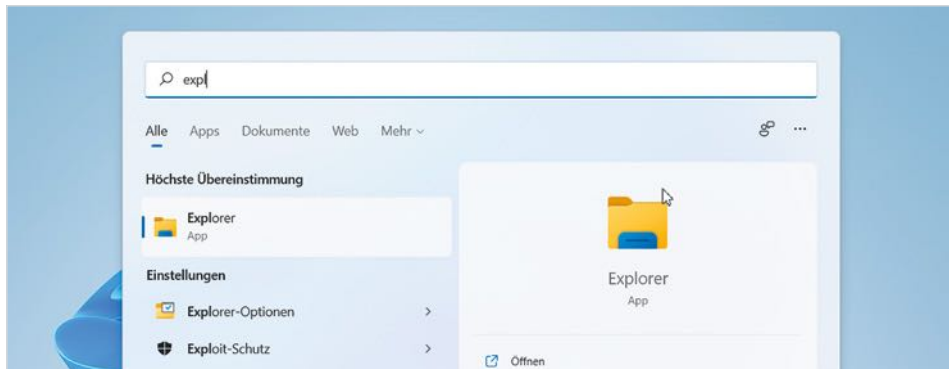 expl
Alle Apps Dokumente Web Mehr
Höchste Übereinstimmung
Explorer
App
Einstellungen
Explorer-Optionen
Exploit-Schutz
Explorer
App
Öffnen